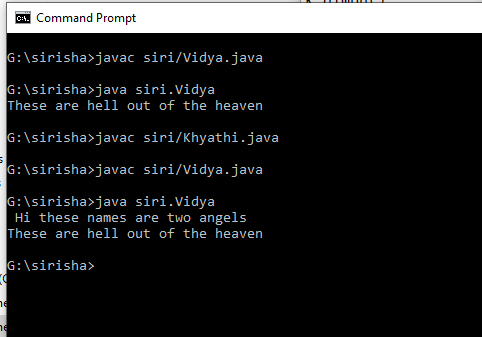 Command Prompt
G:\sirisha>javac siri/Vidya.java
G:\sirisha>java siri.Vidya
These are hell out of the heaven
G:\sirisha>javac siri/Khyathi.java
G:\sirisha>javac siri/Vidya.java
G:\sirisha>java siri.Vidya
Hi these names are two angels
These are hell out of the heaven
G:\sirisha>